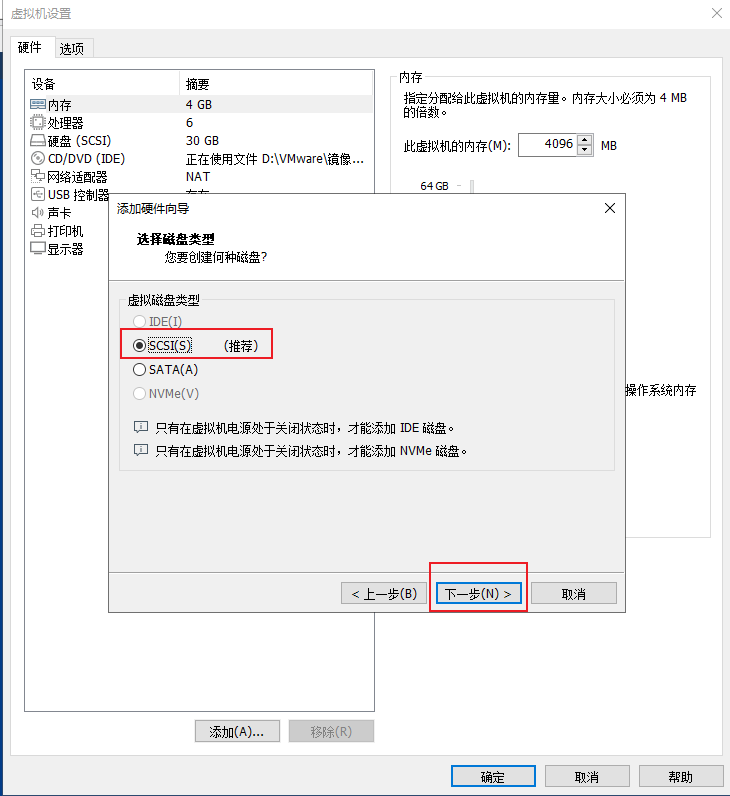 虚拟机设置
硬件 选项
设备 摘要
内存 4 GB
处理器 6
硬盘 (SCSI) 30 GB
CD/DVD (IDE) 正在使用文件 D:\VMware\镜像...
网络适配器 NAT
USB 控制器
声卡
打印机
显示器
内存
指定分配给此虚拟机的内存量。内存大小必须为 4 MB
的倍数。
此虚拟机的内存(M): 4096 MB
64 GB
操作系统内存
添加硬件向导
选择磁盘类型
您要创建何种磁盘?
虚拟磁盘类型
IDE(I)
SCSI(S) (推荐)
SATA(A)
NVMe(V)
只有在虚拟机电源处于关闭状态时，才能添加 IDE 磁盘。
只有在虚拟机电源处于关闭状态时，才能添加 NVMe 磁盘。
< 上一步(B) 下一步(N) > 取消
添加(A)... 移除(R)
确定 取消 帮助